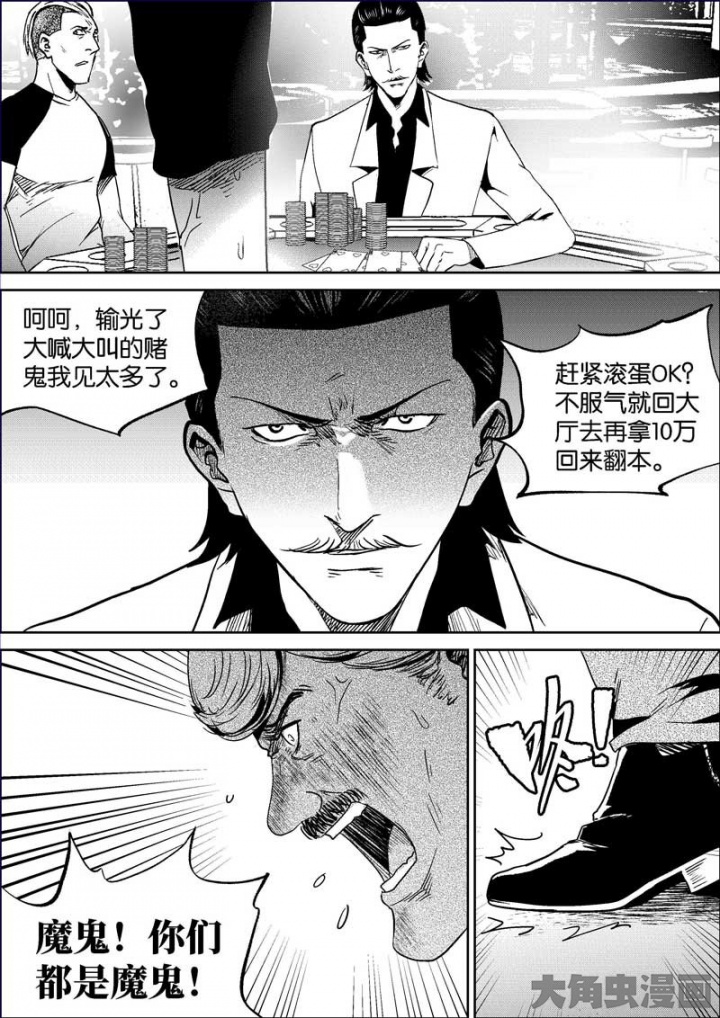 呵呵，输光了
大喊大叫的赌
鬼我见太多了。
赶紧滚蛋OK？
不服气就回大
厅去再拿10万
回来翻本。
魔鬼！你们
都是魔鬼！
大角虫漫画